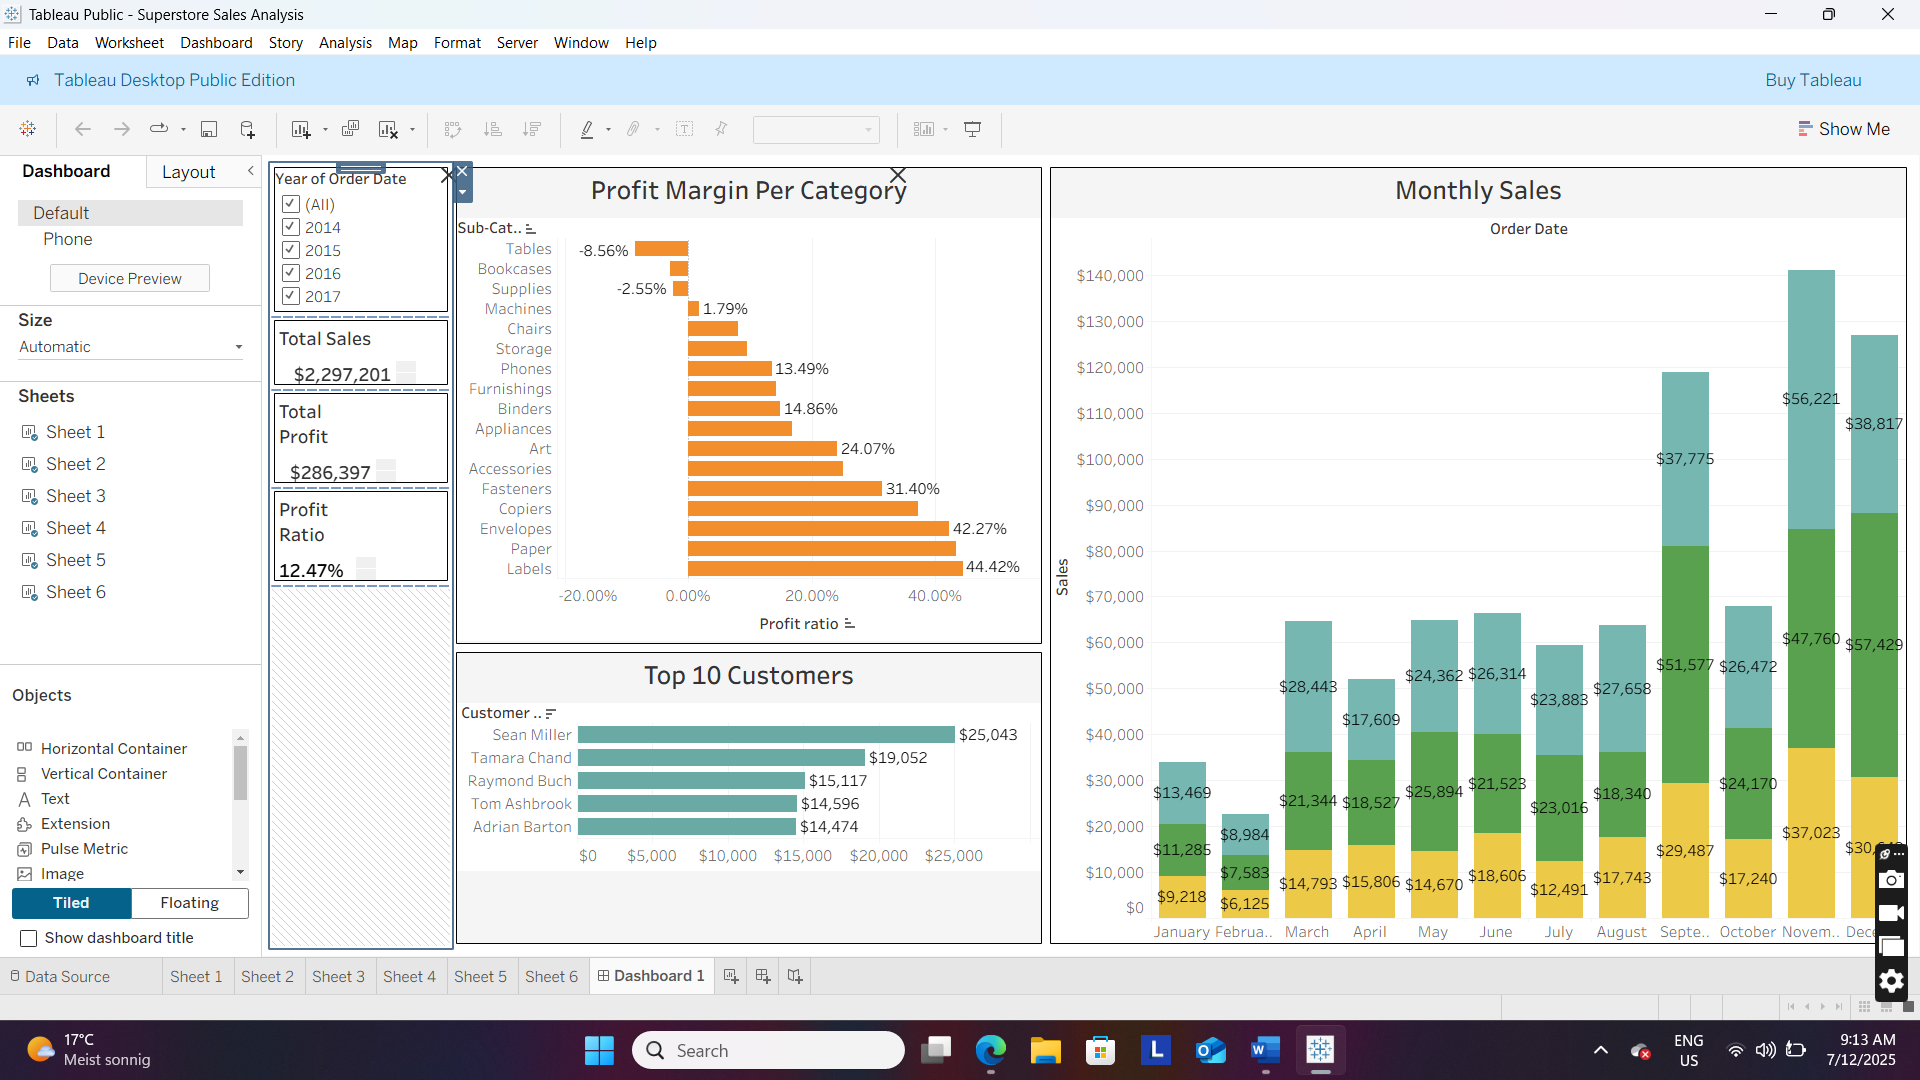 Tableau Public - Superstore Sales Analysis
File Data Worksheet Dashboard Story Analysis Map Format Server Window Help
Tableau Desktop Public Edition
Buy Tableau
Show Me
Dashboard
Layout
Default
Phone
Device Preview
Size
Automatic
Sheets
Sheet 1
Sheet 2
Sheet 3
Sheet 4
Sheet 5
Sheet 6
Objects
Horizontal Container
Vertical Container
Text
Extension
Pulse Metric
Image
Tiled
Floating
Show dashboard title
Year of Order Date
(All)
2014
2015
2016
2017
Total Sales
$2,297,201
Total
Profit
$286,397
Profit
Ratio
12.47%
Profit Margin Per Category
Sub-Cat..
Tables -8.56%
Bookcases
Supplies -2.55%
Machines 1.79%
Chairs
Storage
Phones 13.49%
Furnishings
Binders 14.86%
Appliances
Art 24.07%
Accessories
Fasteners 31.40%
Copiers
Envelopes 42.27%
Paper
Labels 44.42%
-20.00% 0.00% 20.00% 40.00%
Profit ratio
Top 10 Customers
Customer ..
Sean Miller $25,043
Tamara Chand $19,052
Raymond Buch $15,117
Tom Ashbrook $14,596
Adrian Barton $14,474
$0 $5,000 $10,000 $15,000 $20,000 $25,000
Monthly Sales
Order Date
Sales
$140,000
$130,000
$120,000
$110,000
$100,000
$90,000
$80,000
$70,000
$60,000
$50,000
$40,000
$30,000
$20,000
$10,000
$0
$13,469
$11,285
$9,218
$8,984
$7,583
$6,125
$28,443
$21,344
$14,793
$17,609
$18,527
$15,806
$24,362
$25,894
$14,670
$26,314
$21,523
$18,606
$23,883
$23,016
$12,491
$27,658
$18,340
$17,743
$37,775
$51,577
$29,487
$26,472
$24,170
$17,240
$56,221
$47,760
$37,023
$38,817
$57,429
January Februa.. March April May June July August Septe.. October Novem..
Data Source Sheet 1 Sheet 2 Sheet 3 Sheet 4 Sheet 5 Sheet 6 Dashboard 1
17°C
Meist sonnig
Search
ENG
US
9:13 AM
7/12/2025